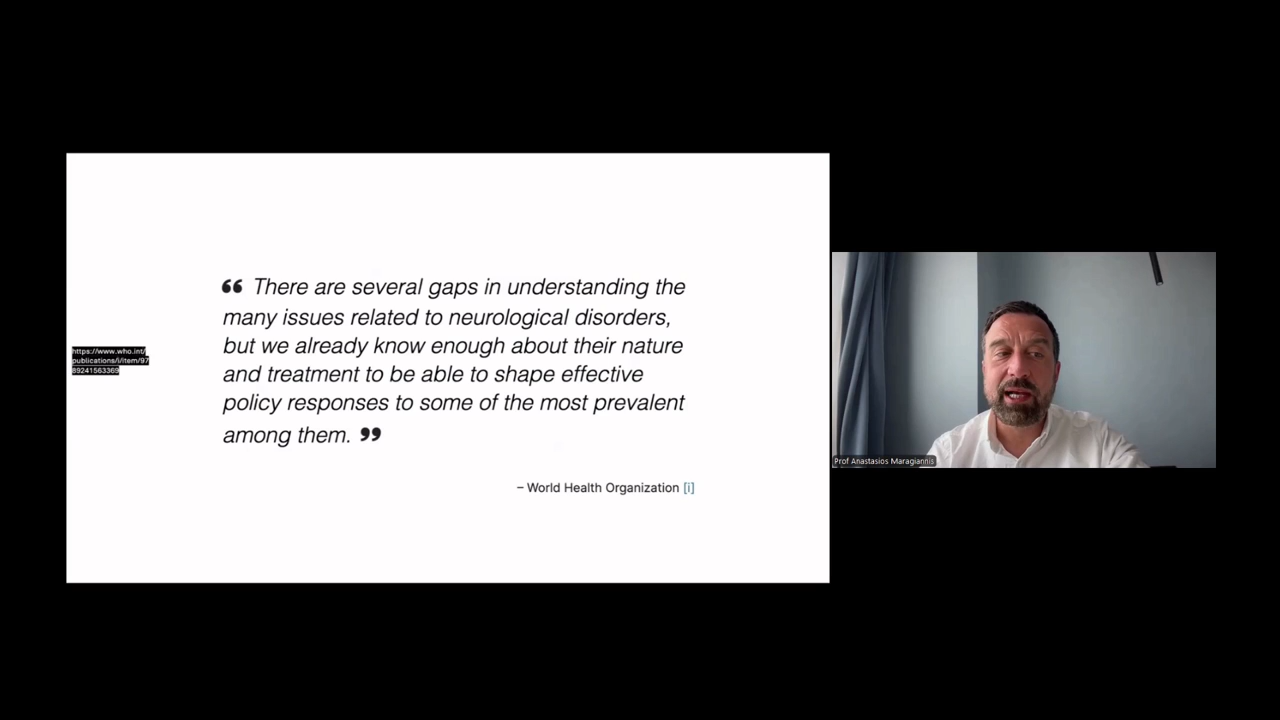 “ There are several gaps in understanding the
many issues related to neurological disorders,
but we already know enough about their nature
and treatment to be able to shape effective
policy responses to some of the most prevalent
among them. ”
– World Health Organization [i]
https://www.who.int/
publications/i/item/97
89241563369
Prof Anastasios Maragiannis